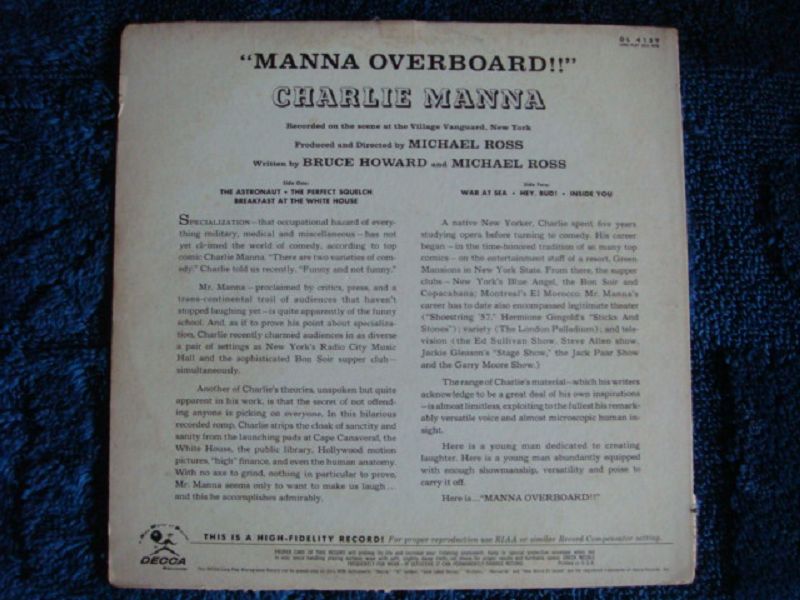 DL 4159
"MANNA OVERBOARD!!"
CHARLIE MANNA
Recorded on the scene at the Village Vanguard, New York
Produced and Directed by MICHAEL ROSS
Written by BRUCE HOWARD and MICHAEL ROSS
Side One:
THE ASTRONAUT • THE PERFECT SQUELCH
BREAKFAST AT THE WHITE HOUSE
Side Two:
WAR AT SEA • HEY, BUD! • INSIDE YOU
SPECIALIZATION—that occupational hazard of every-
thing military, medical and miscellaneous—has not
yet claimed the world of comedy, according to top
comic Charlie Manna. "There are two varieties of com-
edy," Charlie told us recently, "Funny and not funny."
Mr. Manna—proclaimed by critics, press, and a
trans-continental trail of audiences that haven't
stopped laughing yet—is quite apparently of the funny
school. And, as if to prove his point about specializa-
tion, Charlie recently charmed audiences in as diverse
a pair of settings as New York's Radio City Music
Hall and the sophisticated Bon Soir supper club—
simultaneously.
Another of Charlie's theories, unspoken but quite
apparent in his work, is that the secret of not offend-
ing anyone is picking on everyone. In this hilarious
recorded romp, Charlie strips the cloak of sanctity and
sanity from the launching pads at Cape Canaveral, the
White House, the public library, Hollywood motion
pictures, "high" finance, and even the human anatomy.
With no axe to grind, nothing in particular to prove,
Mr. Manna seems only to want to make us laugh...
and this he accomplishes admirably.
A native New Yorker, Charlie spent five years
studying opera before turning to comedy. His career
began—in the time-honored tradition of so many top
comics—on the entertainment staff of a resort, Green
Mansions in New York State. From there, the supper
clubs—New York's Blue Angel, the Bon Soir and
Copacabana; Montreal's El Morocco. Mr. Manna's
career has to date also encompassed legitimate theater
("Shoestring '57," Hermione Gingold's "Sticks And
Stones"); variety (The London Palladium); and tele-
vision (the Ed Sullivan Show, Steve Allen show,
Jackie Gleason's "Stage Show," the Jack Paar Show
and the Garry Moore Show.)
The range of Charlie's material—which his writers
acknowledge to be a great deal of his own inspirations
—is almost limitless, exploiting to the fullest his remark-
ably versatile voice and almost microscopic human in-
sight.
Here is a young man dedicated to creating
laughter. Here is a young man abundantly equipped
with enough showmanship, versatility and poise to
carry it off.
Here is..."MANNA OVERBOARD!!"
DECCA
Records
THIS IS A HIGH-FIDELITY RECORD! For proper reproduction use RIAA or similar Record Compensator setting.
Printed in U.S.A.